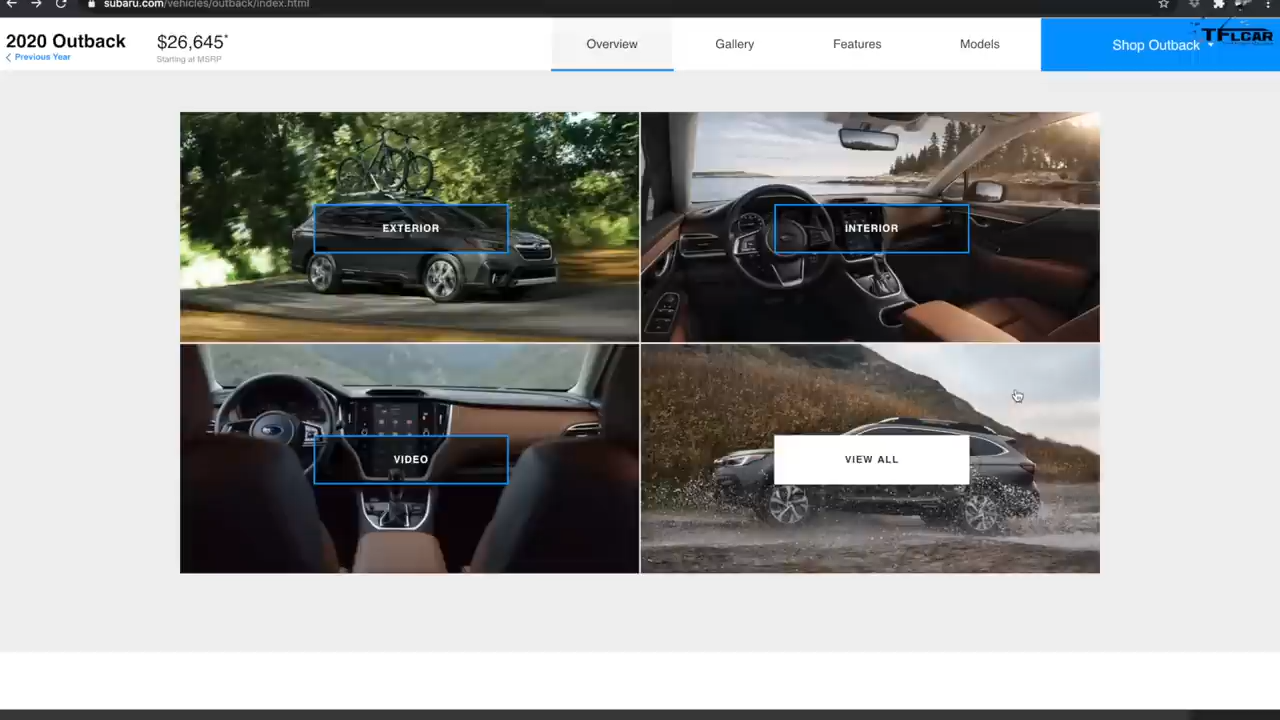 subaru.com/vehicles/outback/index.html
2020 Outback
$26,645*
Starting at MSRP
Previous Year
Overview
Gallery
Features
Models
Shop Outback
TFLCAR
EXTERIOR
INTERIOR
VIDEO
VIEW ALL